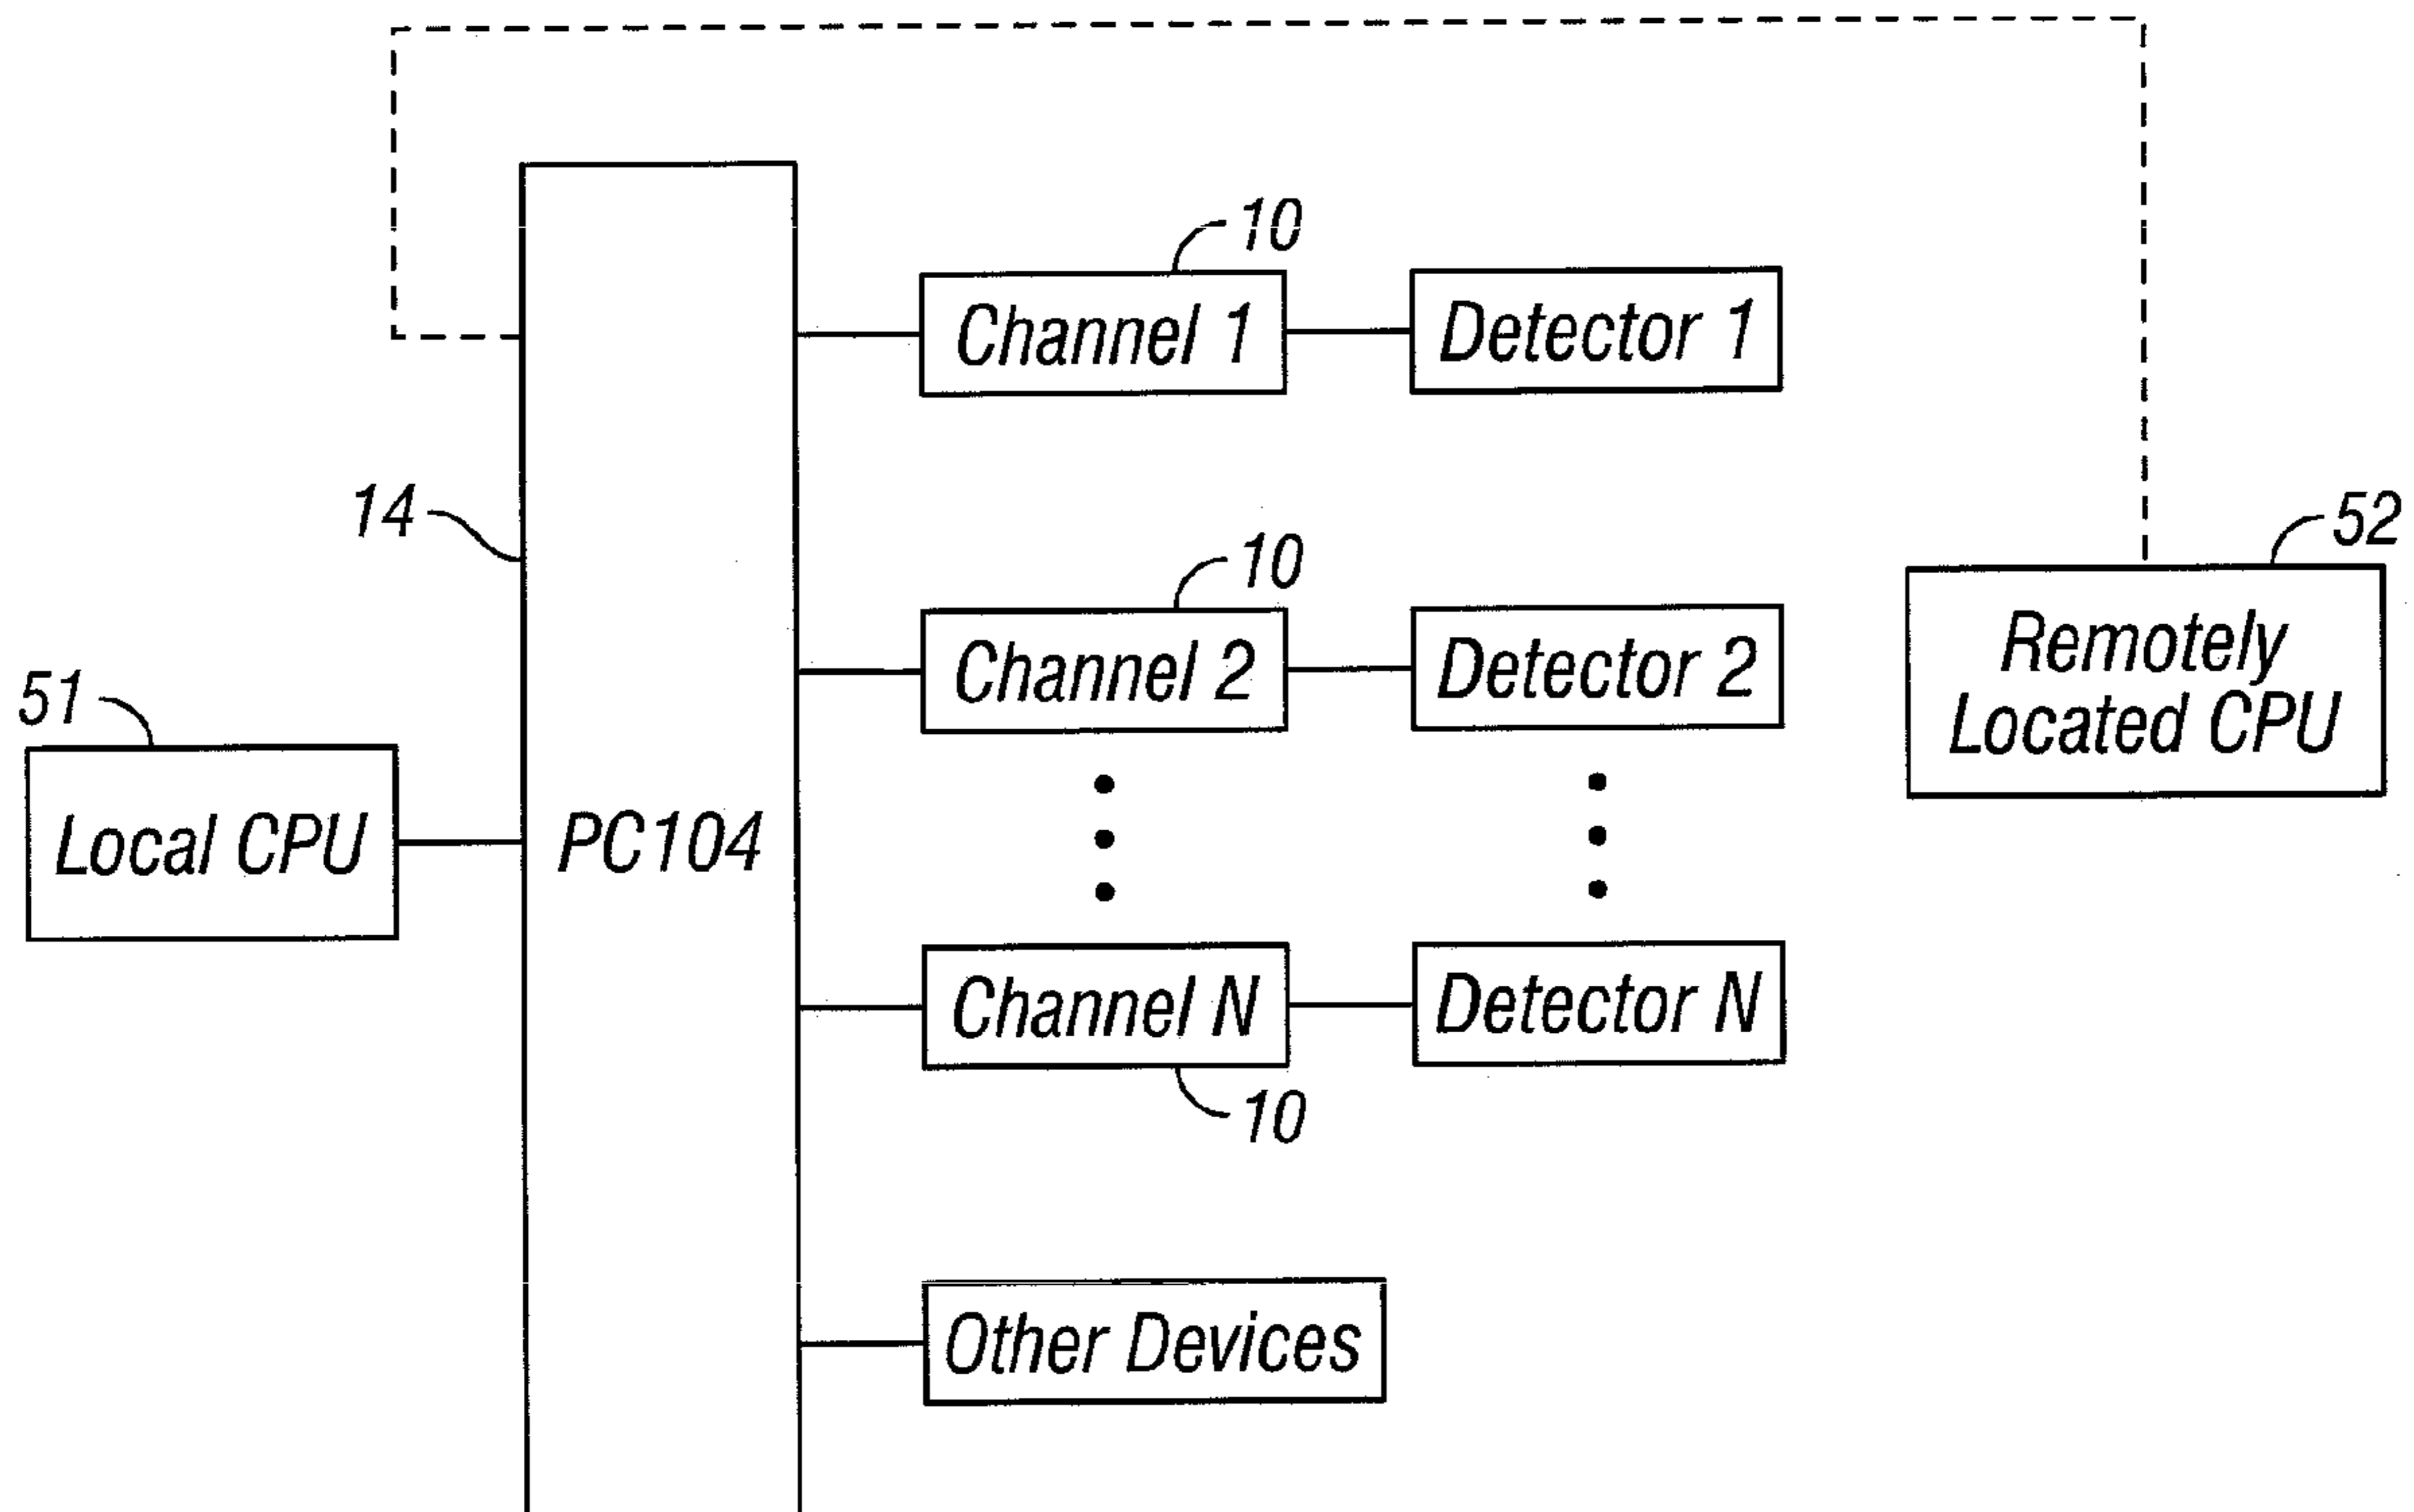 10
Channel 1
Detector 1
14
10
52
Channel 2
Detector 2
Remotely
Located CPU
51
Local CPU
PC104
Channel N
Detector N
10
Other Devices